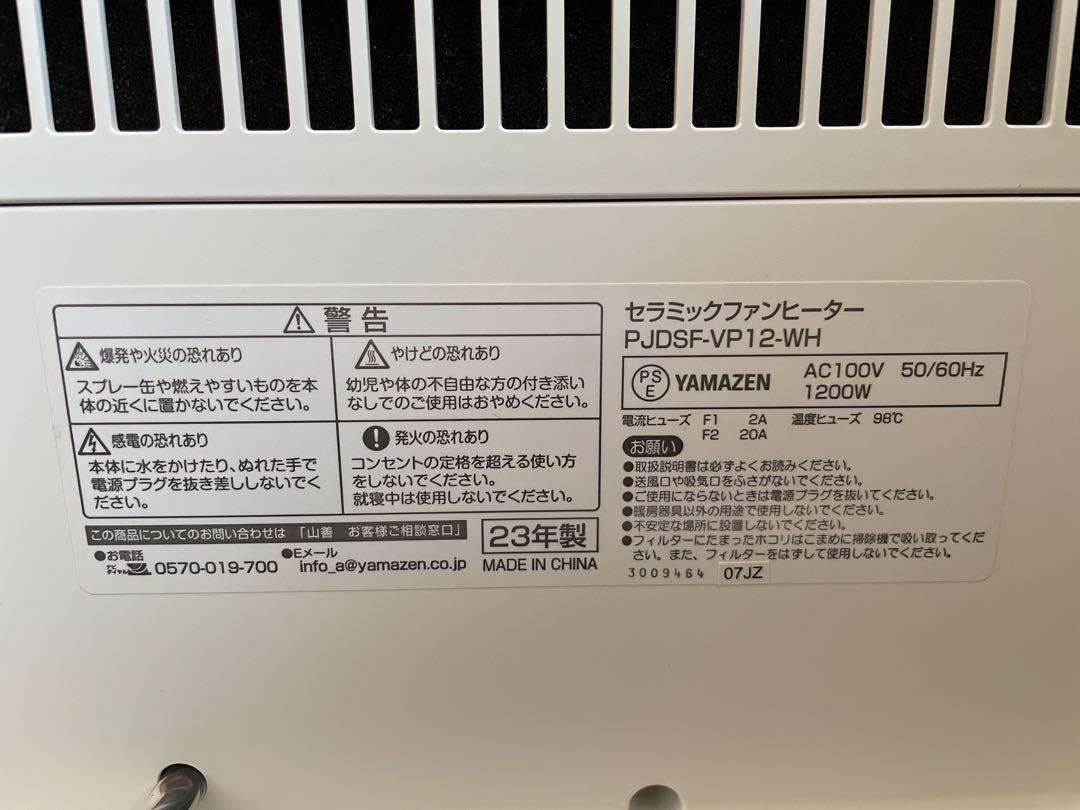 警告
爆発や火災の恐れあり
スプレー缶や燃えやすいものを本
体の近くに置かないでください。
やけどの恐れあり
幼児や体の不自由な方の付き添い
なしでのご使用はおやめください。
感電の恐れあり
本体に水をかけたり、ぬれた手で
電源プラグを抜き差ししないでく
ださい。
発火の恐れあり
コンセントの定格を超える使い方
をしないでください。
就寝中は使用しないでください。
この商品についてのお問い合わせは 「山善 お客様ご相談窓口」
●お電話
ナビダイヤル 0570-019-700
●Eメール
info_a@yamazen.co.jp
23年製
MADE IN CHINA
セラミックファンヒーター
PJDSF-VP12-WH
PSE YAMAZEN AC100V 50/60Hz
1200W
電流ヒューズ F1 2A 温度ヒューズ 98℃
F2 20A
お願い
●取扱説明書は必ずよくお読みください。
●送風口や吸気口をふさがないでください。
●ご使用にならないときは電源プラグを抜いてください。
●暖房器具以外の用途で使用しないでください。
●不安定な場所に設置しないでください。
●フィルターにたまったホコリはこまめに掃除機で吸い取ってくだ
さい。また、フィルターをはずして使用しないでください。
3009464 07JZ